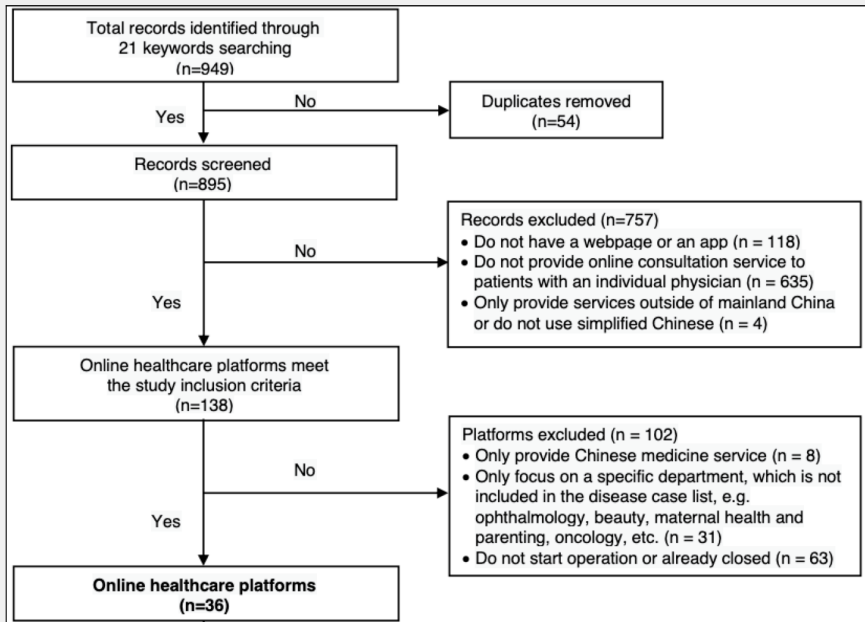 Total records identified through
21 keywords searching
(n=949)
No
Yes
Duplicates removed
(n=54)
Records screened
(n=895)
No
Yes
Records excluded (n=757)
• Do not have a webpage or an app (n = 118)
• Do not provide online consultation service to
patients with an individual physician (n = 635)
• Only provide services outside of mainland China
or do not use simplified Chinese (n = 4)
Online healthcare platforms meet
the study inclusion criteria
(n=138)
No
Yes
Platforms excluded (n = 102)
• Only provide Chinese medicine service (n = 8)
• Only focus on a specific department, which is not
included in the disease case list, e.g.
ophthalmology, beauty, maternal health and
parenting, oncology, etc. (n = 31)
• Do not start operation or already closed (n = 63)
Online healthcare platforms
(n=36)